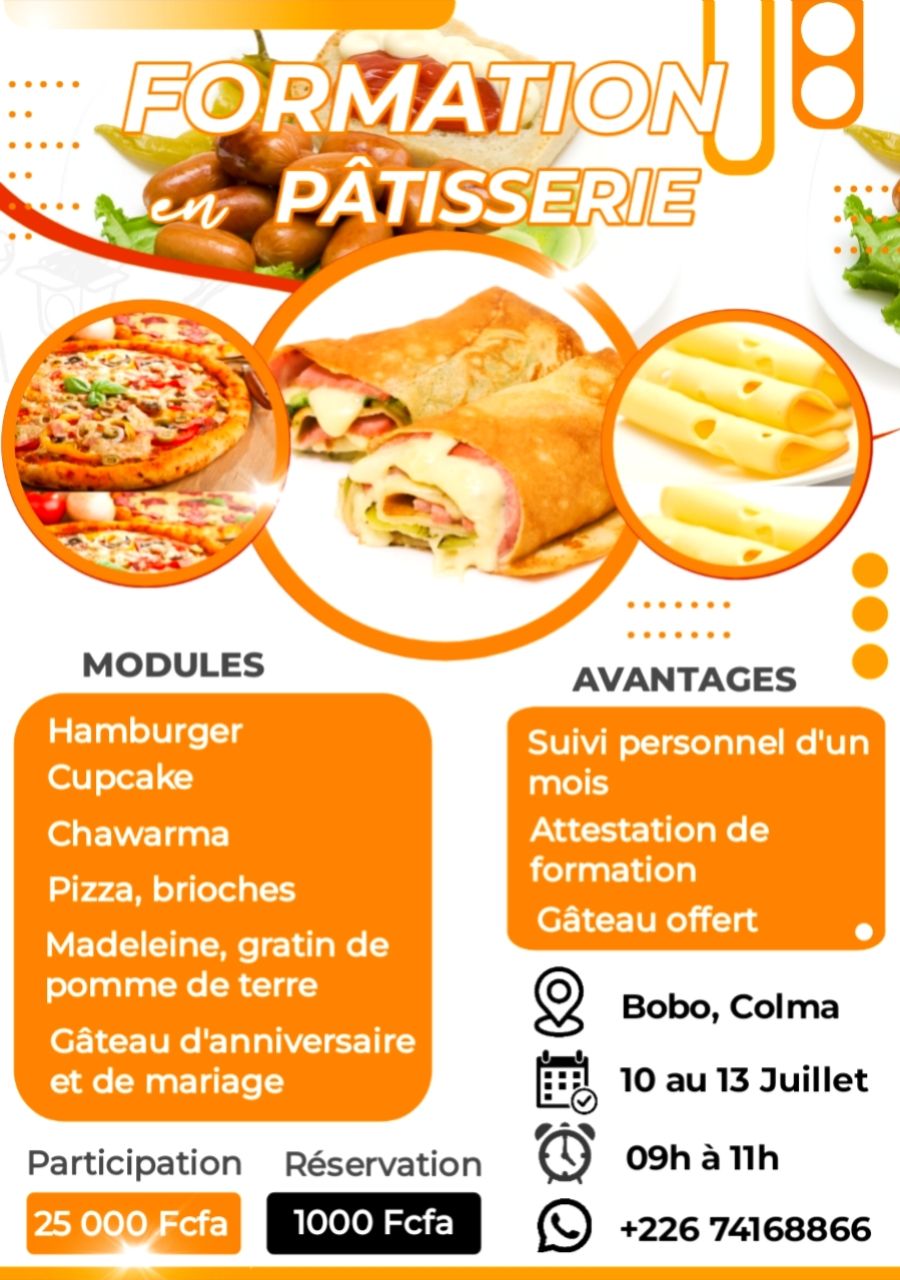 FORMATION
en PÂTISSERIE
MODULES
Hamburger
Cupcake
Chawarma
Pizza, brioches
Madeleine, gratin de
pomme de terre
Gâteau d'anniversaire
et de mariage
AVANTAGES
Suivi personnel d'un
mois
Attestation de
formation
Gâteau offert
Bobo, Colma
10 au 13 Juillet
09h à 11h
+226 74168866
Participation
25 000 Fcfa
Réservation
1000 Fcfa